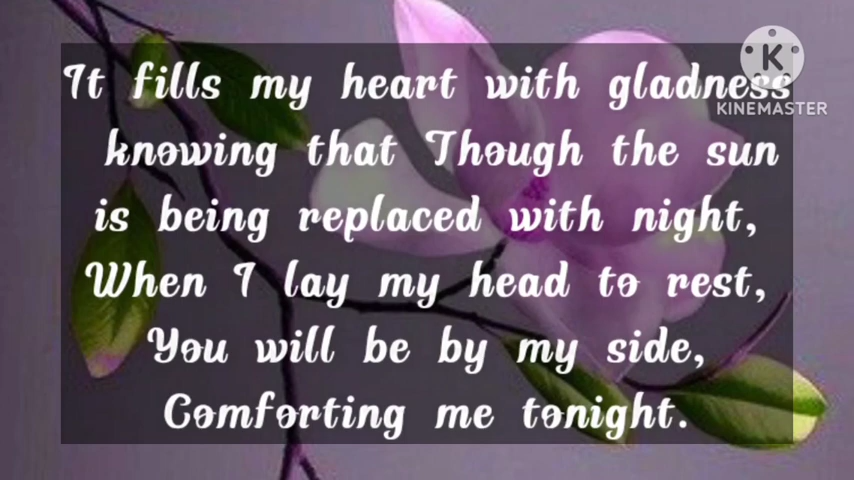 It fills my heart with gladness
knowing that Though the sun
is being replaced with night,
When I lay my head to rest,
You will be by my side,
Comforting me tonight.
K
KINEMASTER